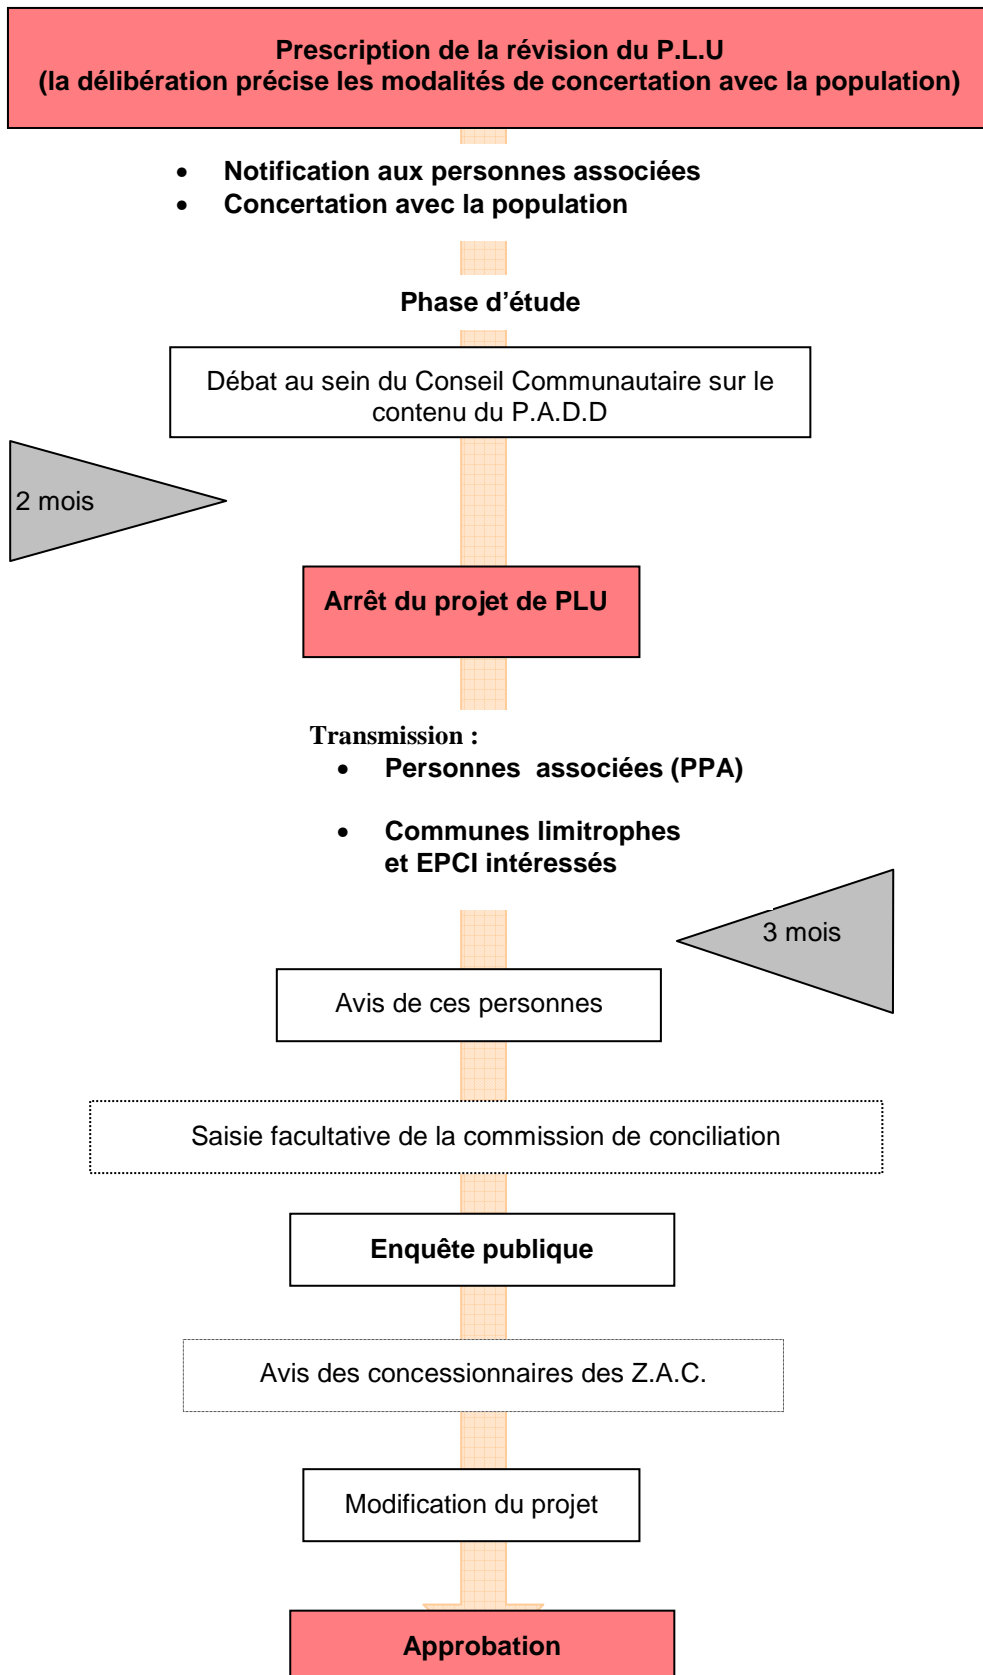 Prescription de la révision du P.L.U
(la délibération précise les modalités de concertation avec la population)
• Notification aux personnes associées
• Concertation avec la population
Phase d’étude
Débat au sein du Conseil Communautaire sur le
contenu du P.A.D.D
2 mois
Arrêt du projet de PLU
Transmission :
• Personnes associées (PPA)
• Communes limitrophes
et EPCI intéressés
3 mois
Avis de ces personnes
Saisie facultative de la commission de conciliation
Enquête publique
Avis des concessionnaires des Z.A.C.
Modification du projet
Approbation